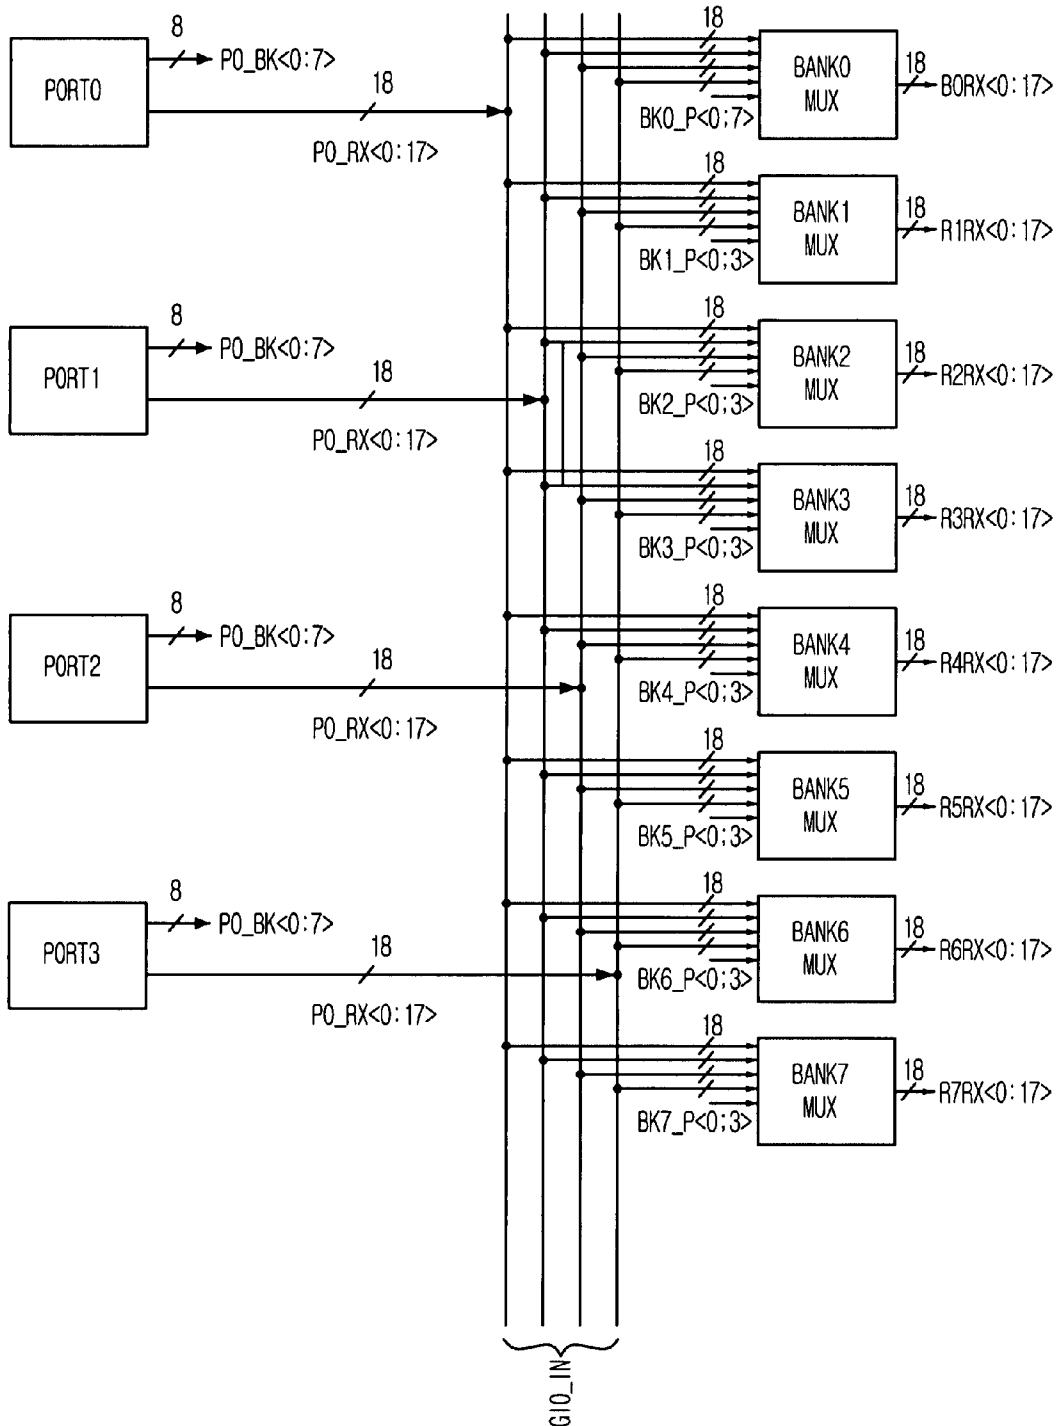 PORT0
8
P0_BK<0:7>
18
P0_RX<0:17>
PORT1
8
P0_BK<0:7>
18
P0_RX<0:17>
PORT2
8
P0_BK<0:7>
18
P0_RX<0:17>
PORT3
8
P0_BK<0:7>
18
P0_RX<0:17>
18
BK0_P<0;7>
BANK0
MUX
18
B0RX<0:17>
18
BK1_P<0;3>
BANK1
MUX
18
R1RX<0:17>
18
BK2_P<0;3>
BANK2
MUX
18
R2RX<0:17>
18
BK3_P<0;3>
BANK3
MUX
18
R3RX<0:17>
18
BK4_P<0;3>
BANK4
MUX
18
R4RX<0:17>
18
BK5_P<0;3>
BANK5
MUX
18
R5RX<0:17>
18
BK6_P<0;3>
BANK6
MUX
18
R6RX<0:17>
18
BK7_P<0;3>
BANK7
MUX
18
R7RX<0:17>
GIO_IN